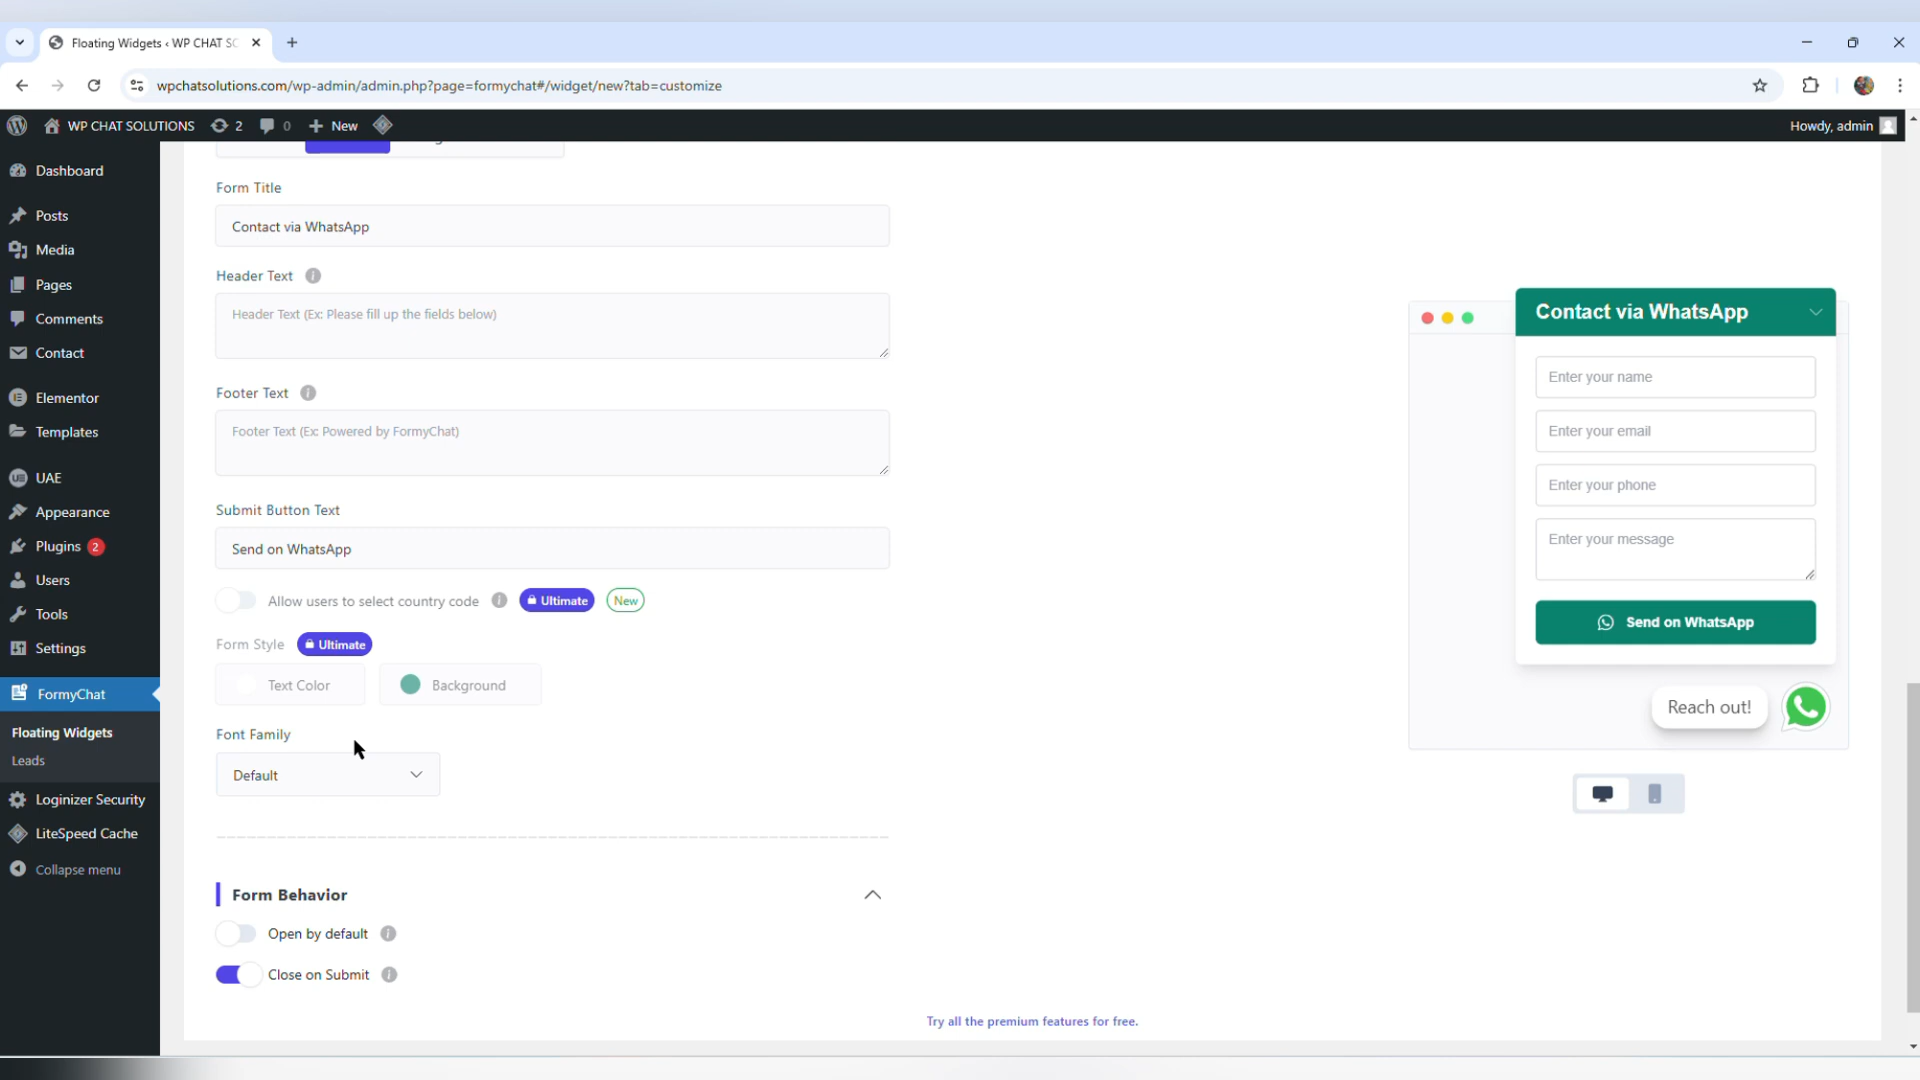 Floating Widgets ‹ WP CHAT SO
wpchatsolutions.com/wp-admin/admin.php?page=formychat#/widget/new?tab=customize
WP CHAT SOLUTIONS
2
0
New
Howdy, admin
Dashboard
Posts
Media
Pages
Comments
Contact
Elementor
Templates
UAE
Appearance
Plugins 2
Users
Tools
Settings
FormyChat
Floating Widgets
Leads
Loginizer Security
LiteSpeed Cache
Collapse menu
Form Title
Contact via WhatsApp
Header Text
Header Text (Ex: Please fill up the fields below)
Footer Text
Footer Text (Ex: Powered by FormyChat)
Submit Button Text
Send on WhatsApp
Allow users to select country code Ultimate New
Form Style Ultimate
Text Color Background
Font Family
Default
Form Behavior
Open by default
Close on Submit
Try all the premium features for free.
Contact via WhatsApp
Enter your name
Enter your email
Enter your phone
Enter your message
Send on WhatsApp
Reach out!